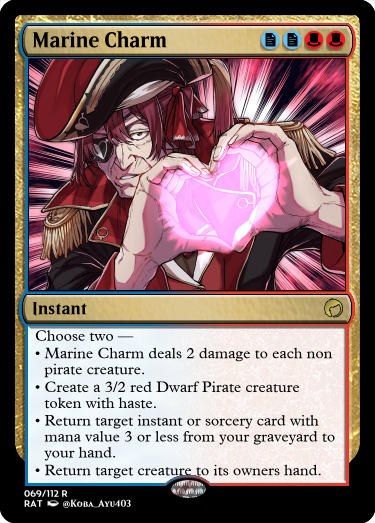 Marine Charm
Instant
Choose two —
• Marine Charm deals 2 damage to each non
pirate creature.
• Create a 3/2 red Dwarf Pirate creature
token with haste.
• Return target instant or sorcery card with
mana value 3 or less from your graveyard to
your hand.
• Return target creature to its owners hand.
069/112 R
RAT @Koba_Ayu403